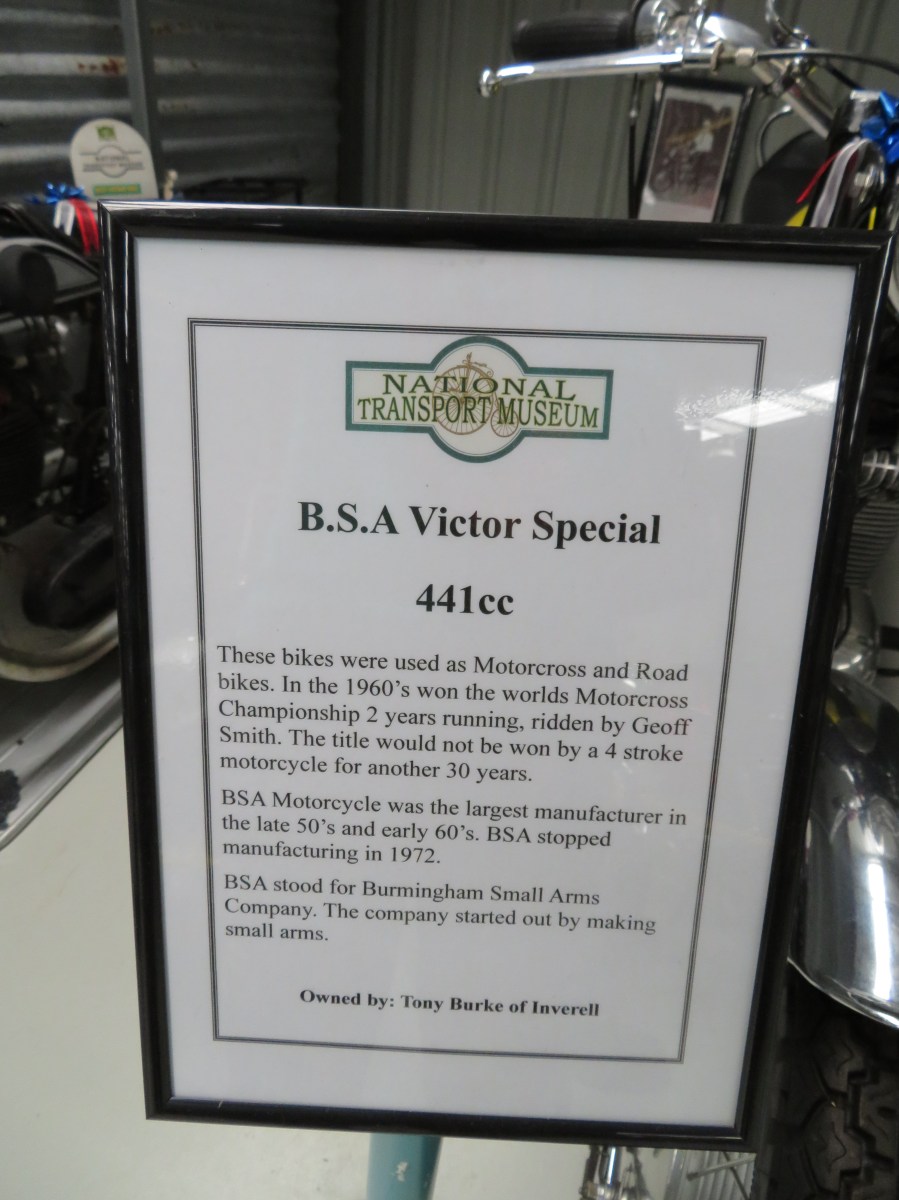 NATIONAL
TRANSPORT MUSEUM
B.S.A Victor Special
441cc
These bikes were used as Motorcross and Road
bikes. In the 1960's won the worlds Motorcross
Championship 2 years running, ridden by Geoff
Smith. The title would not be won by a 4 stroke
motorcycle for another 30 years.
BSA Motorcycle was the largest manufacturer in
the late 50's and early 60's. BSA stopped
manufacturing in 1972.
BSA stood for Burmingham Small Arms
Company. The company started out by making
small arms.
Owned by: Tony Burke of Inverell